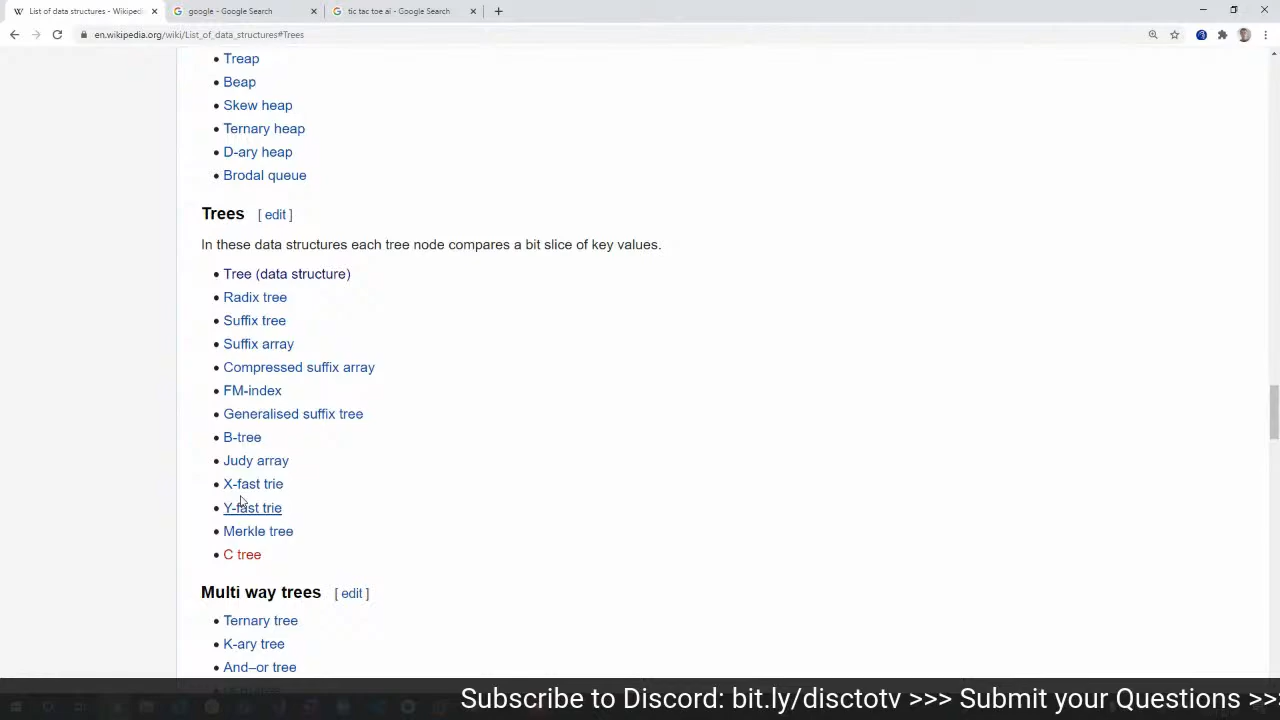 List of data structures - Wikiped
google - Google Search
tic tac toe ai - Google Search
en.wikipedia.org/wiki/List_of_data_structures#Trees
Treap
Beap
Skew heap
Ternary heap
D-ary heap
Brodal queue
Trees [ edit ]
In these data structures each tree node compares a bit slice of key values.
Tree (data structure)
Radix tree
Suffix tree
Suffix array
Compressed suffix array
FM-index
Generalised suffix tree
B-tree
Judy array
X-fast trie
Y-fast trie
Merkle tree
C tree
Multi way trees [ edit ]
Ternary tree
K-ary tree
And–or tree
Subscribe to Discord: bit.ly/disctotv >>> Submit your Questions >>